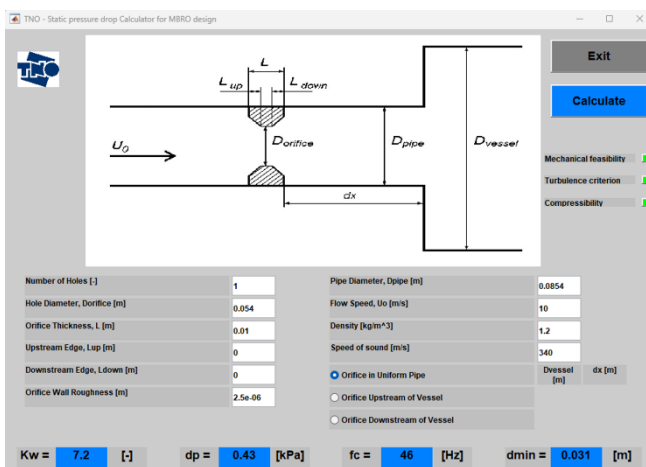 TNO - Static pressure drop Calculator for MBRO design
TNO
Exit
Calculate
L
L up
L down
U0
Dorifice
Dpipe
Dvessel
dx
Mechanical feasibility
Turbulence criterion
Compressibility
Number of Holes [-] 1
Hole Diameter, Dorifice [m] 0.054
Orifice Thickness, L [m] 0.01
Upstream Edge, Lup [m] 0
Downstream Edge, Ldown [m] 0
Orifice Wall Roughness [m] 2.5e-06
Pipe Diameter, Dpipe [m] 0.0854
Flow Speed, Uo [m/s] 10
Density [kg/m^3] 1.2
Speed of sound [m/s] 340
Orifice in Uniform Pipe
Dvessel dx [m]
[m]
Orifice Upstream of Vessel
Orifice Downstream of Vessel
Kw = 7.2 [-] dp = 0.43 [kPa] fc = 46 [Hz] dmin = 0.031 [m]